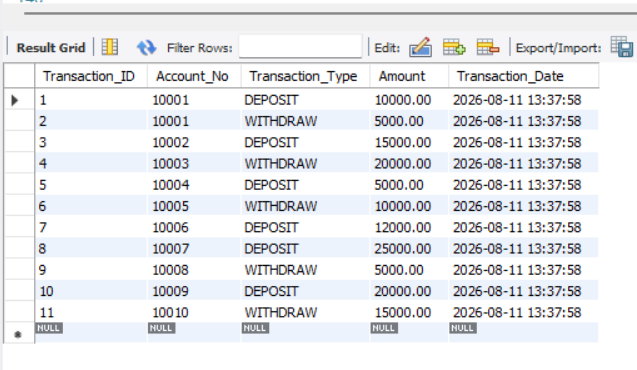 Result Grid Filter Rows: Edit: Export/Import:
Transaction_ID Account_No Transaction_Type Amount Transaction_Date
1 10001 DEPOSIT 10000.00 2026-08-11 13:37:58
2 10001 WITHDRAW 5000.00 2026-08-11 13:37:58
3 10002 DEPOSIT 15000.00 2026-08-11 13:37:58
4 10003 WITHDRAW 20000.00 2026-08-11 13:37:58
5 10004 DEPOSIT 5000.00 2026-08-11 13:37:58
6 10005 WITHDRAW 10000.00 2026-08-11 13:37:58
7 10006 DEPOSIT 12000.00 2026-08-11 13:37:58
8 10007 DEPOSIT 25000.00 2026-08-11 13:37:58
9 10008 WITHDRAW 5000.00 2026-08-11 13:37:58
10 10009 DEPOSIT 20000.00 2026-08-11 13:37:58
11 10010 WITHDRAW 15000.00 2026-08-11 13:37:58
NULL NULL NULL NULL NULL